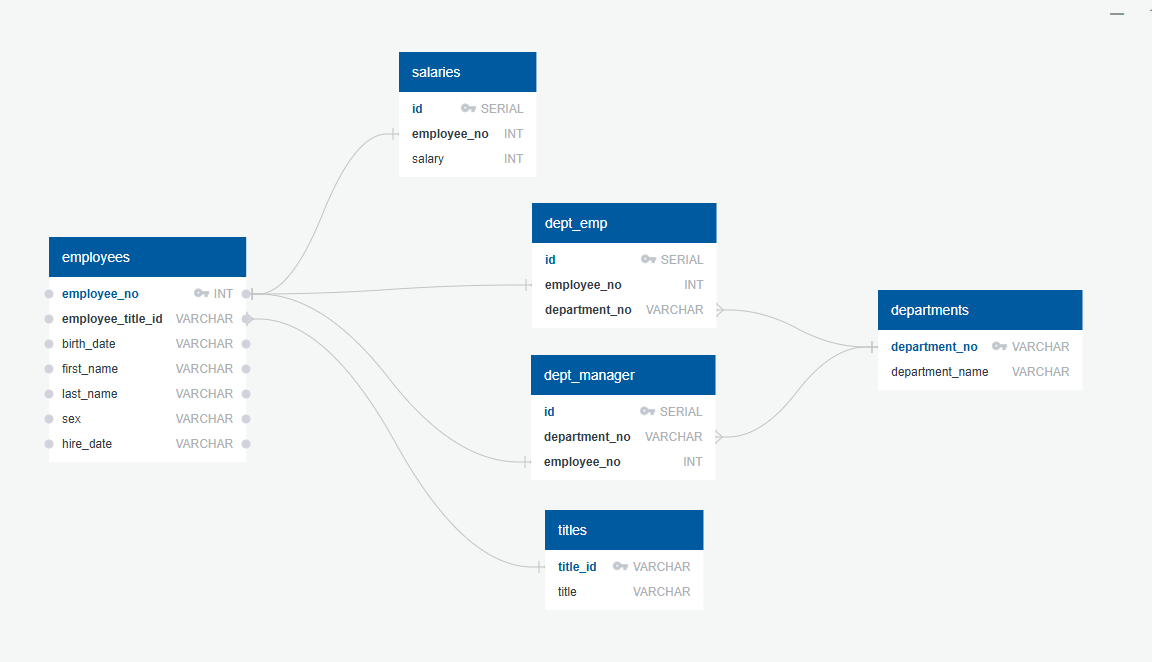 salaries
id SERIAL
employee_no INT
salary INT
dept_emp
id SERIAL
employee_no INT
department_no VARCHAR
employees
employee_no INT
employee_title_id VARCHAR
birth_date VARCHAR
first_name VARCHAR
last_name VARCHAR
sex VARCHAR
hire_date VARCHAR
departments
department_no VARCHAR
department_name VARCHAR
dept_manager
id SERIAL
department_no VARCHAR
employee_no INT
titles
title_id VARCHAR
title VARCHAR